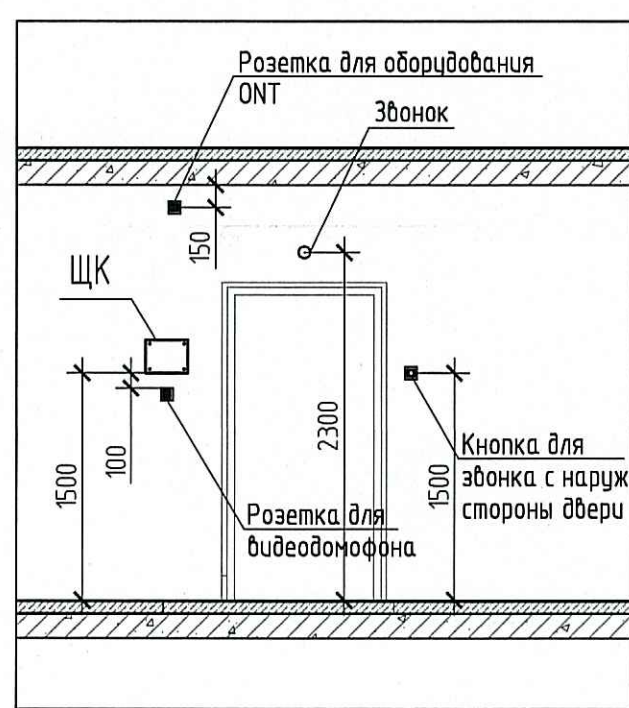 Розетка для оборудования
ONT
Звонок
150
ЩК
2300
1500
100
1500
Кнопка для
звонка с наруж
стороны двери
Розетка для
видеодомофона